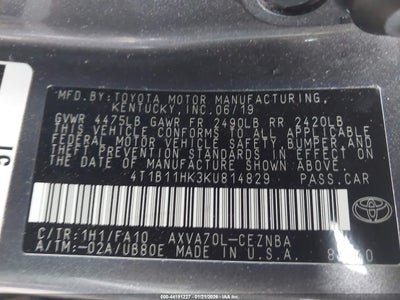 MFD.BY:TOYOTA MOTOR MANUFACTURING,
KENTUCKY,INC.06/19
GVWR 4475LB GAWR FR 2490LB RR 2420LB
THIS VEHICLE CONFORMS TO ALL APPLICABLE
FEDERAL MOTOR VEHICLE SAFETY, BUMPER, AND
THEFT PREVENTION STANDARDS IN EFFECT ON
THE DATE OF MANUFACTURE SHOWN ABOVE.
4T1B11HK3KU814829 PASS.CAR
C/TR:1H1/FA10 AXVA70L-CEZNBA
A/TM:-02A/UB80E MADE IN U.S.A.
TOYOTA
000-44191227 - 01/21/2026 - IAAI